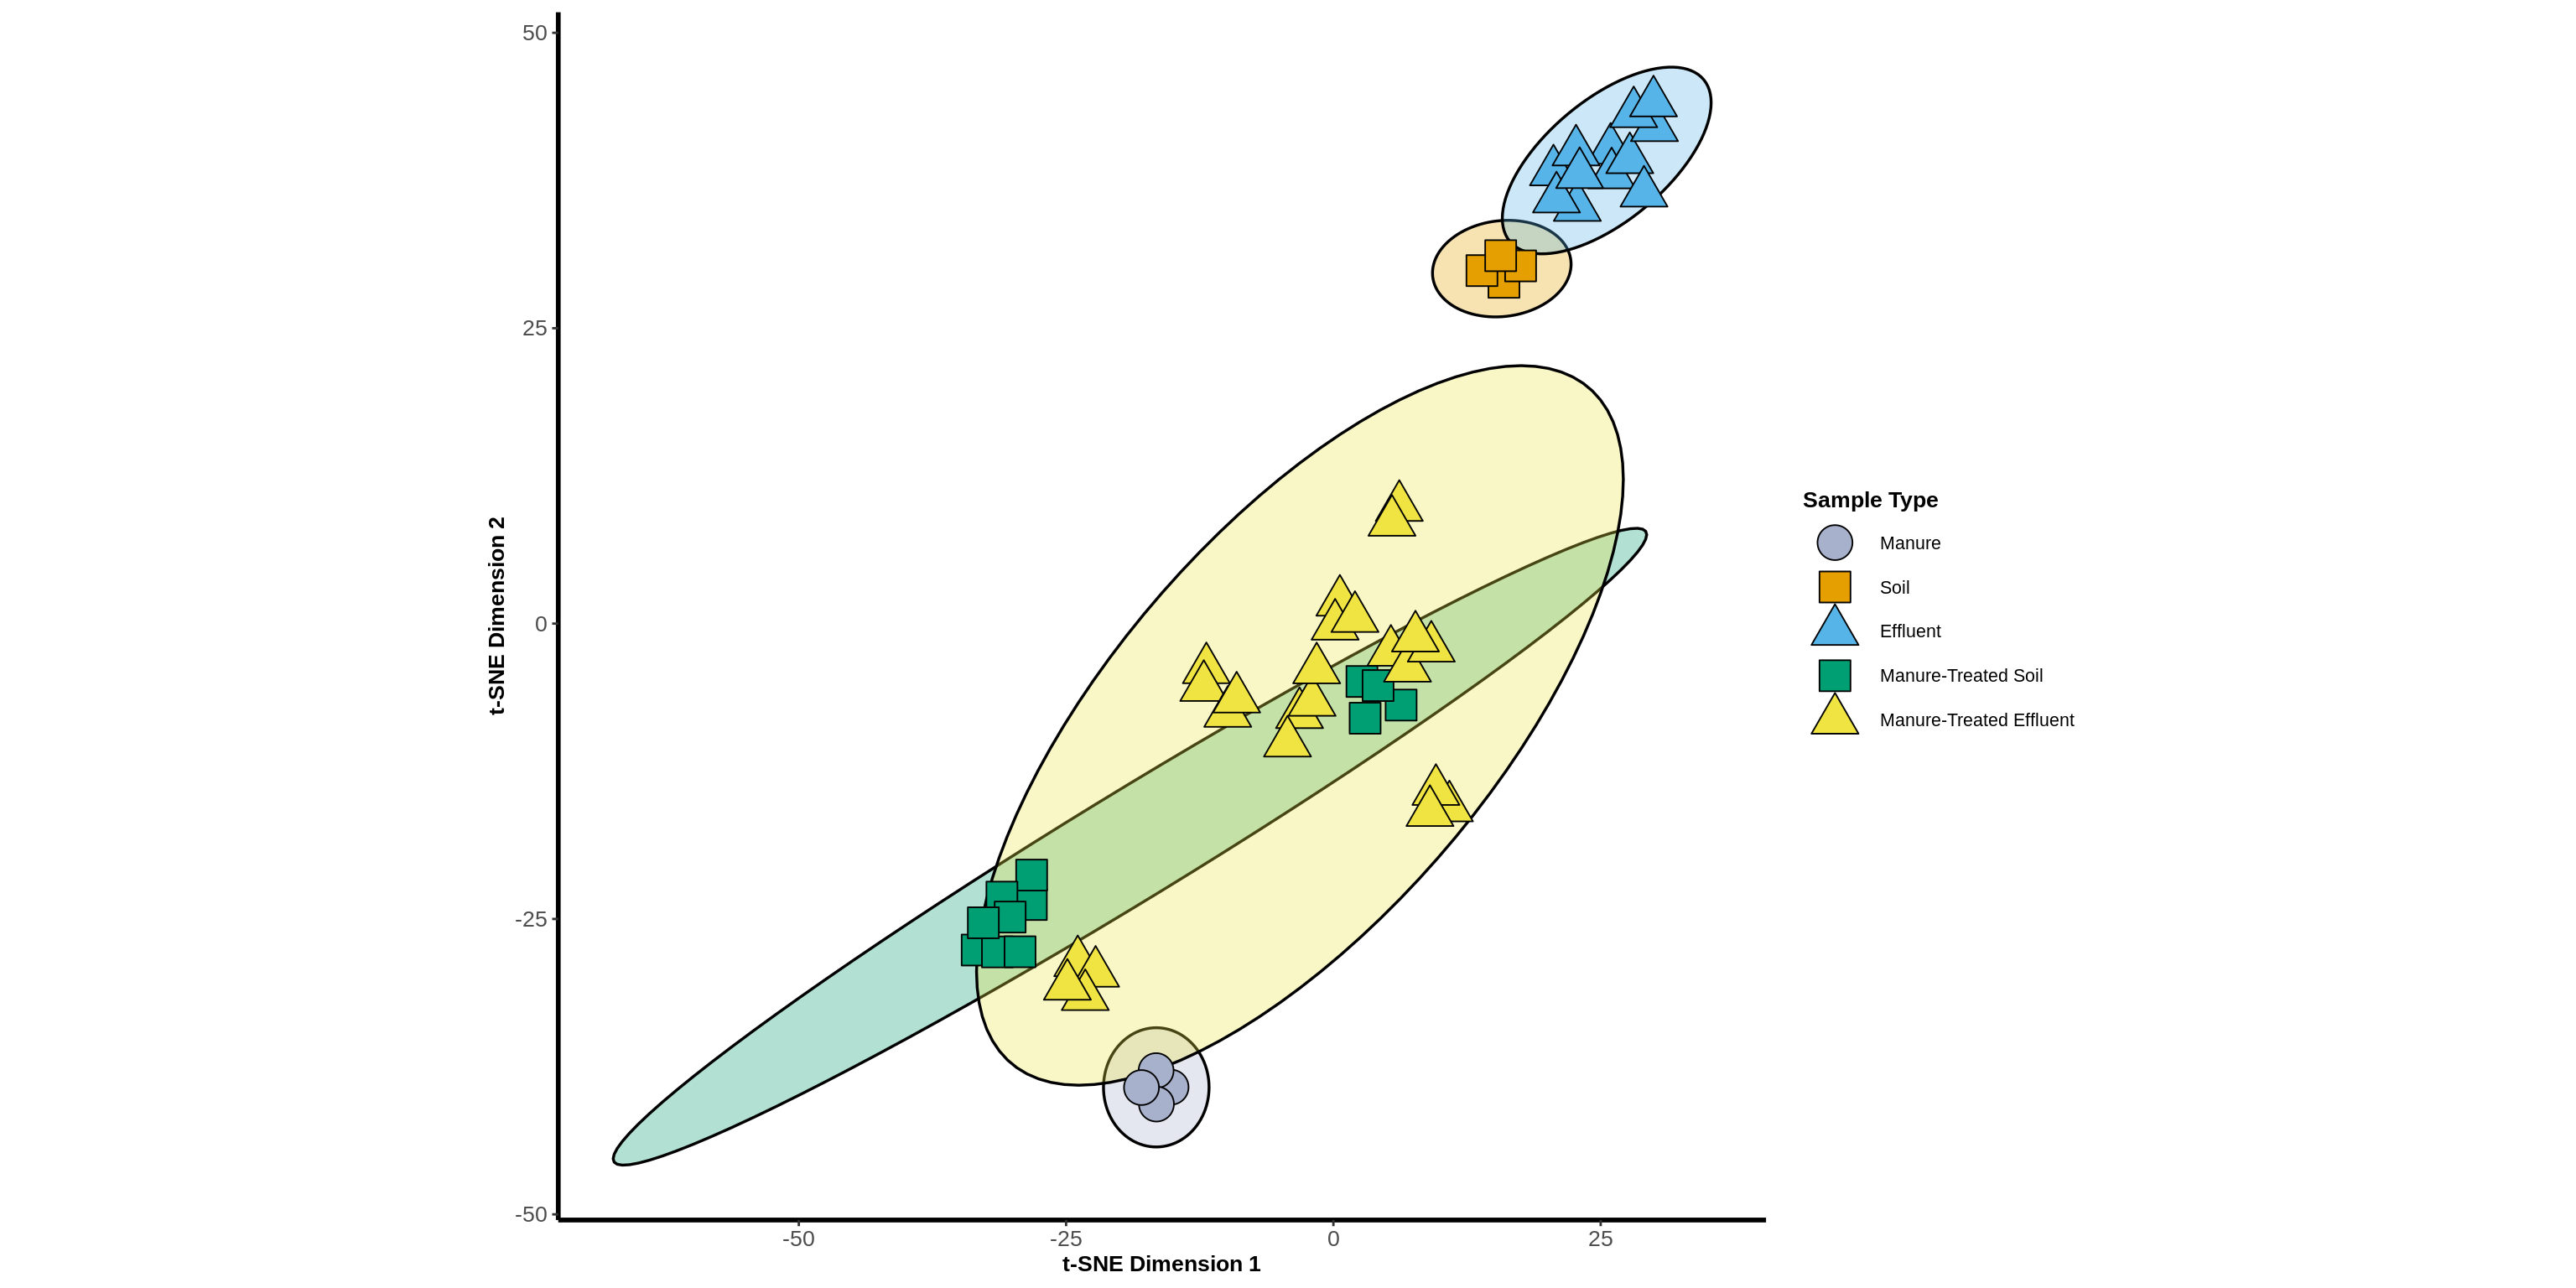 50
25
0
-25
-50
t-SNE Dimension 2
-50
-25
0
25
t-SNE Dimension 1
Sample Type
Manure
Soil
Effluent
Manure-Treated Soil
Manure-Treated Effluent